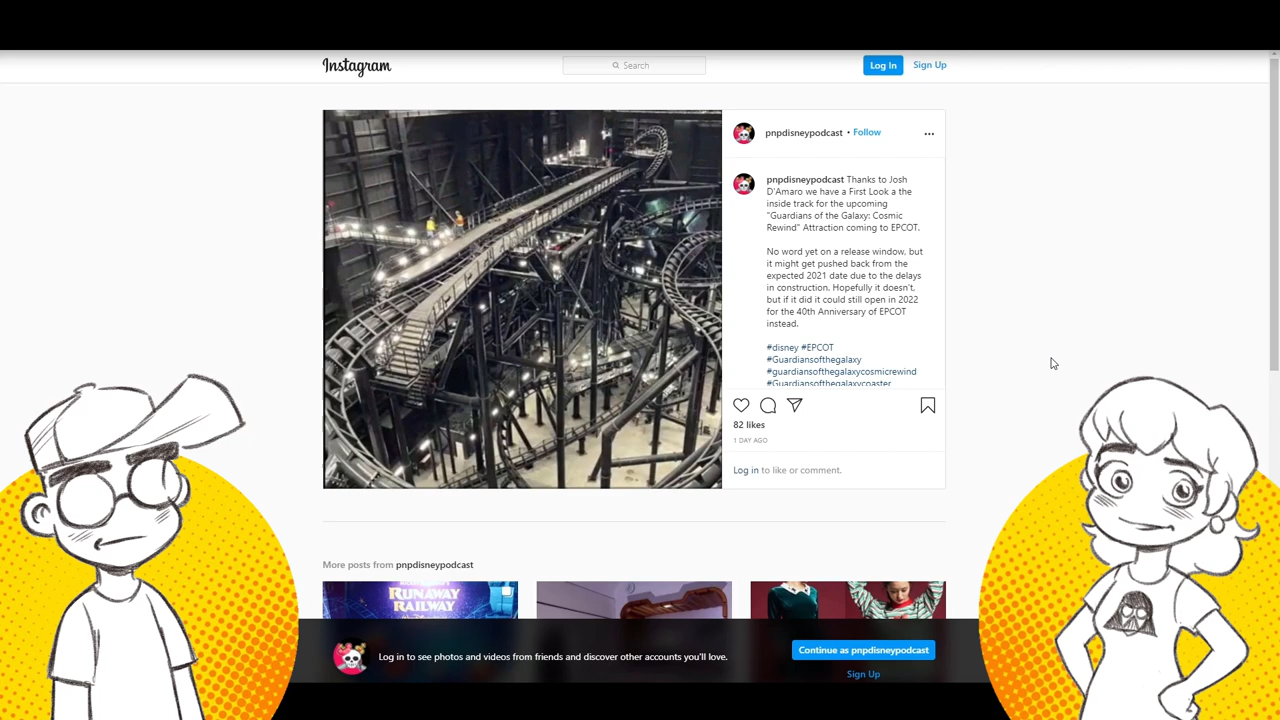 Instagram
Search
Log In
Sign Up
pnpdisneypodcast • Follow
pnpdisneypodcast Thanks to Josh
D'Amaro we have a First Look a the
inside track for the upcoming
"Guardians of the Galaxy: Cosmic
Rewind" Attraction coming to EPCOT.
No word yet on a release window, but
it might get pushed back from the
expected 2021 date due to the delays
in construction. Hopefully it doesn't,
but if it did it could still open in 2022
for the 40th Anniversary of EPCOT
instead.
#disney #EPCOT
#Guardiansofthegalaxy
#guardiansofthegalaxycosmicrewind
#Guardiansofthegalaxycoaster
82 likes
1 DAY AGO
Log in to like or comment.
More posts from pnpdisneypodcast
RUNAWAY
RAILWAY
Log in to see photos and videos from friends and discover other accounts you'll love.
Continue as pnpdisneypodcast
Sign Up